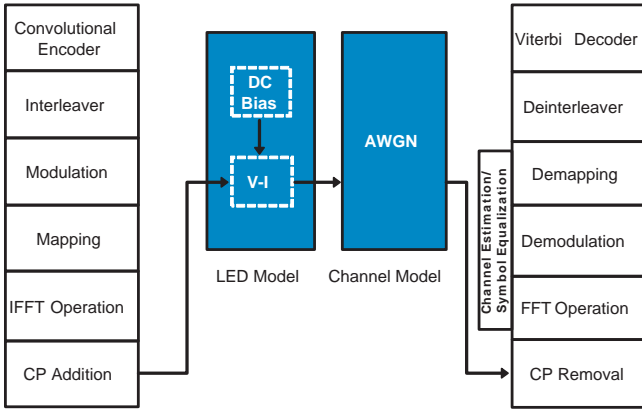 Convolutional
Encoder
Interleaver
Modulation
Mapping
IFFT Operation
CP Addition
DC
Bias
V-I
LED Model
AWGN
Channel Model
Channel Estimation/
Symbol Equalization
Viterbi Decoder
Deinterleaver
Demapping
Demodulation
FFT Operation
CP Removal